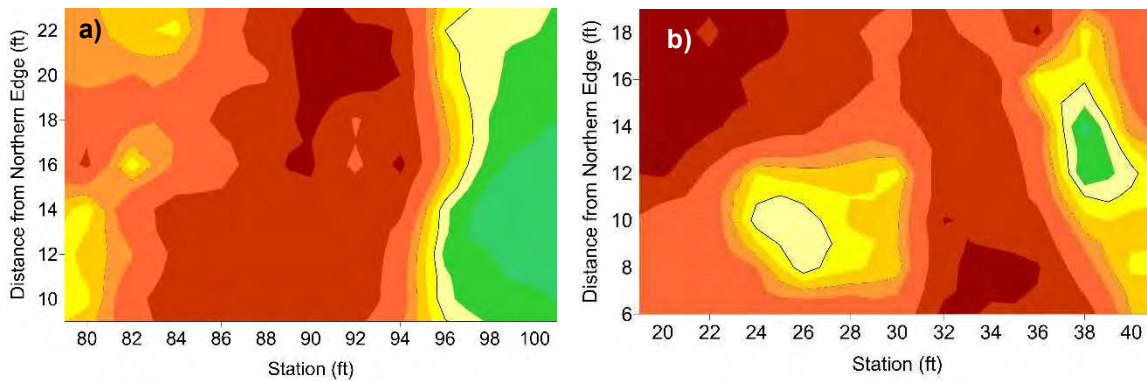 a)
Distance from Northern Edge (ft)
22
20
18
16
14
12
10
80 82 84 86 88 90 92 94 96 98 100
Station (ft)
b)
Distance from Northern Edge (ft)
18
16
14
12
10
8
6
22 24 26 28 30 32 34 36 38 40
Station (ft)